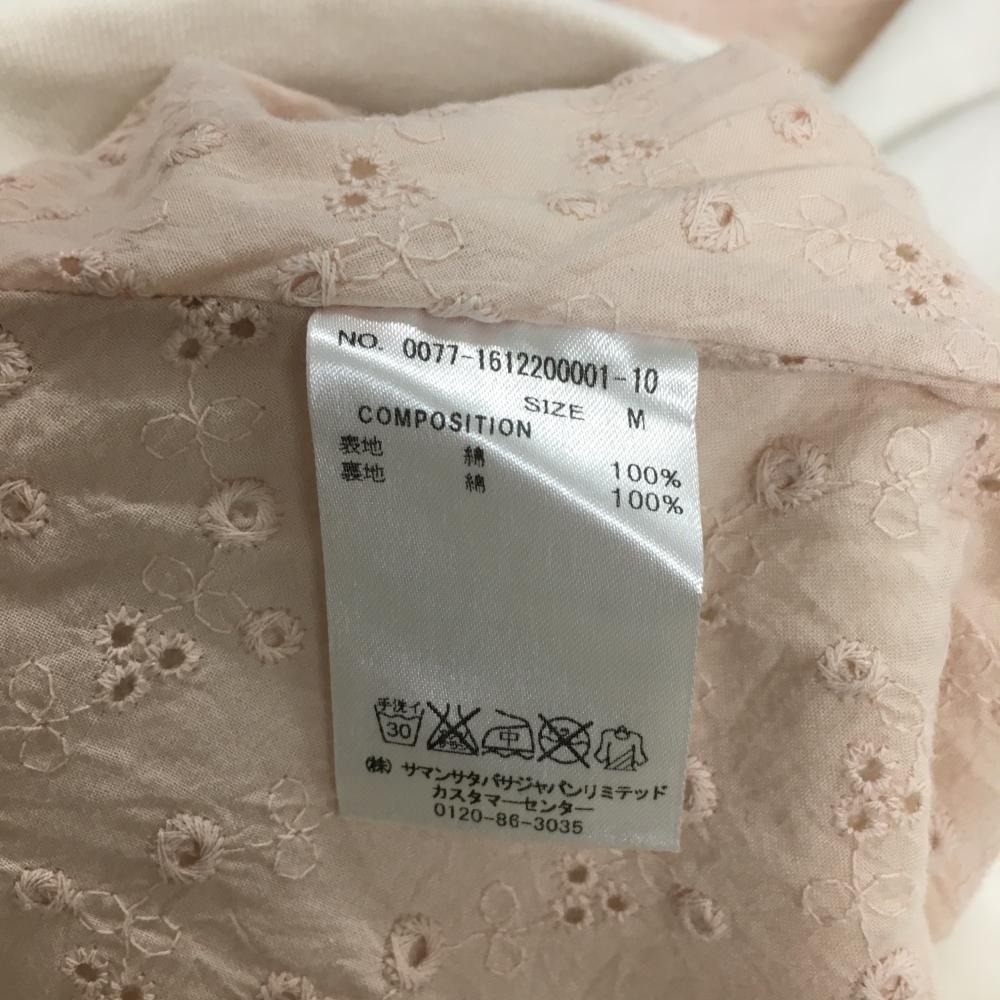 NO. 0077-1612200001-10
SIZE M
COMPOSITION
表地 綿 100%
裏地 綿 100%
手洗イ
30 中
(株) サマンサタバサジャパンリミテッド
カスタマーセンター
0120-86-3035